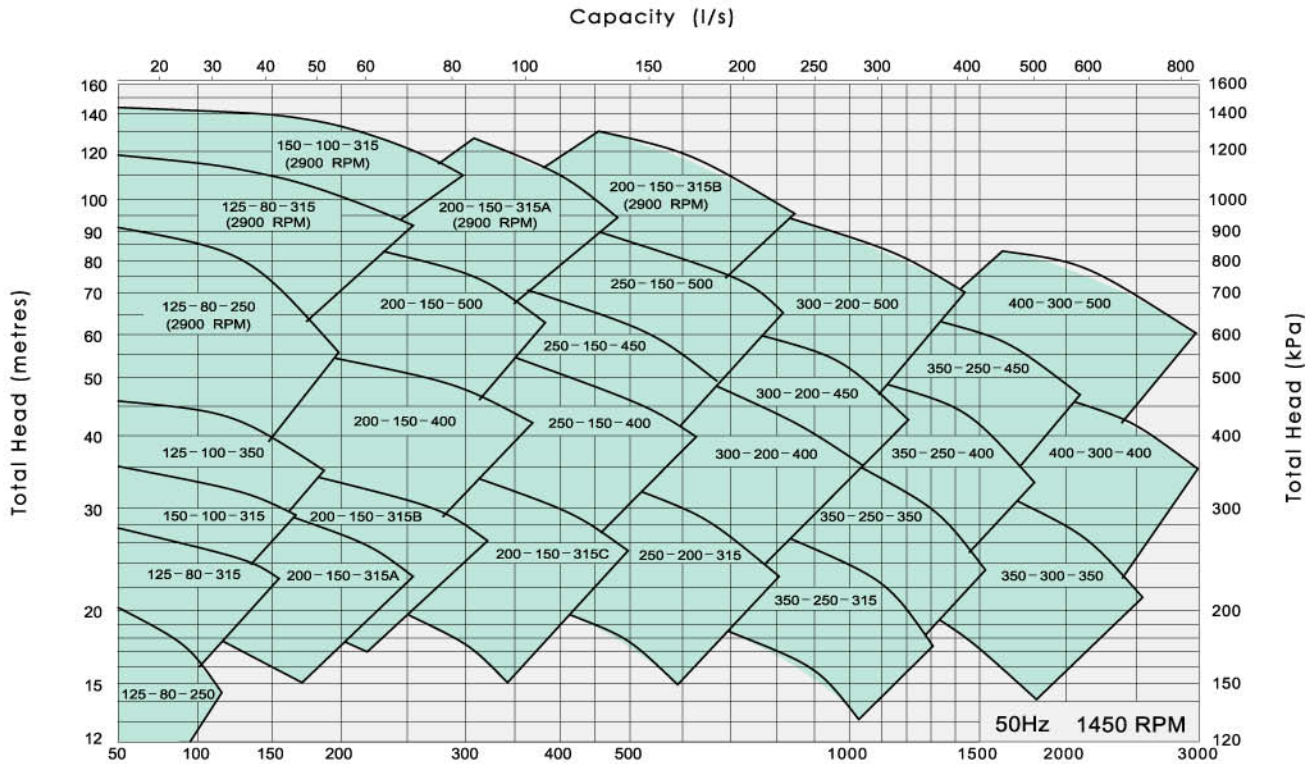 Capacity (l/s)
20 30 40 50 60 80 100 150 200 250 300 400 500 600 800
160 1600
140 1400
120 1200
100 1000
90 900
80 800
70 700
60 600
50 500
40 400
30 300
20 200
15 150
12 120
Total Head (metres)
Total Head (kPa)
150-100-315
(2900 RPM)
125-80-315
(2900 RPM)
200-150-315A
(2900 RPM)
200-150-315B
(2900 RPM)
125-80-250
(2900 RPM)
200-150-500
250-150-500
300-200-500
400-300-500
250-150-450
350-250-450
300-200-450
200-150-400
250-150-400
125-100-350
300-200-400
350-250-400
400-300-400
150-100-315
200-150-315B
350-250-350
200-150-315C
250-200-315
125-80-315
200-150-315A
350-300-350
350-250-315
125-80-250
50Hz 1450 RPM
50 100 150 200 300 400 500 1000 1500 2000 3000